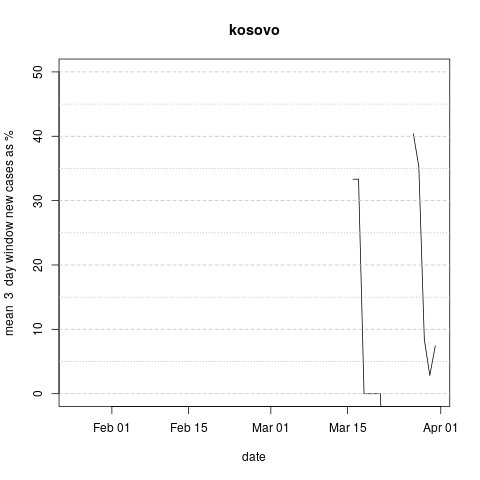 kosovo
mean 3 day window new cases as %
50
40
30
20
10
0
Feb 01
Feb 15
Mar 01
Mar 15
Apr 01
date